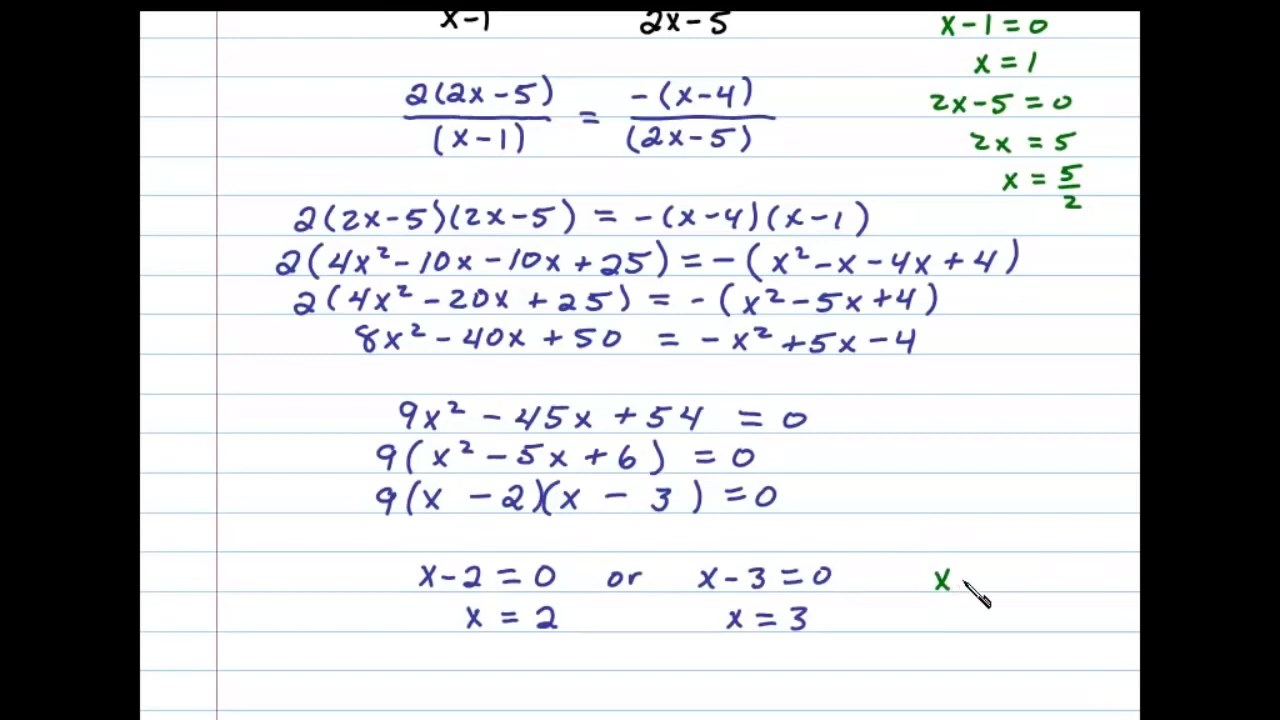 x-1 2x-5
2(2x-5)/(x-1) = -(x-4)/(2x-5)
2(2x-5)(2x-5) = -(x-4)(x-1)
2(4x²-10x-10x+25) = -(x²-x-4x+4)
2(4x²-20x+25) = -(x²-5x+4)
8x²-40x+50 = -x²+5x-4
9x²-45x+54 = 0
9(x²-5x+6) = 0
9(x-2)(x-3) = 0
x-2=0 or x-3=0
x=2 x=3
x-1=0
x=1
2x-5=0
2x=5
x=5/2
x